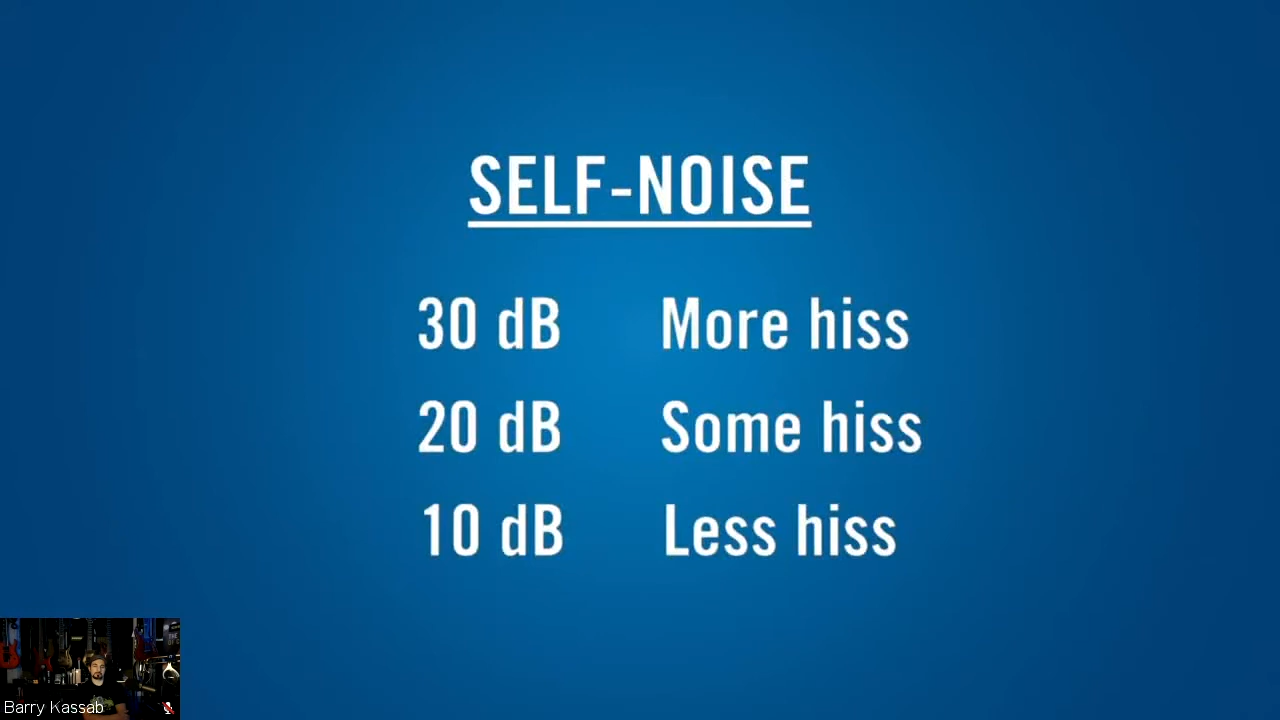 SELF-NOISE
30 dB More hiss
20 dB Some hiss
10 dB Less hiss
Barry Kassab